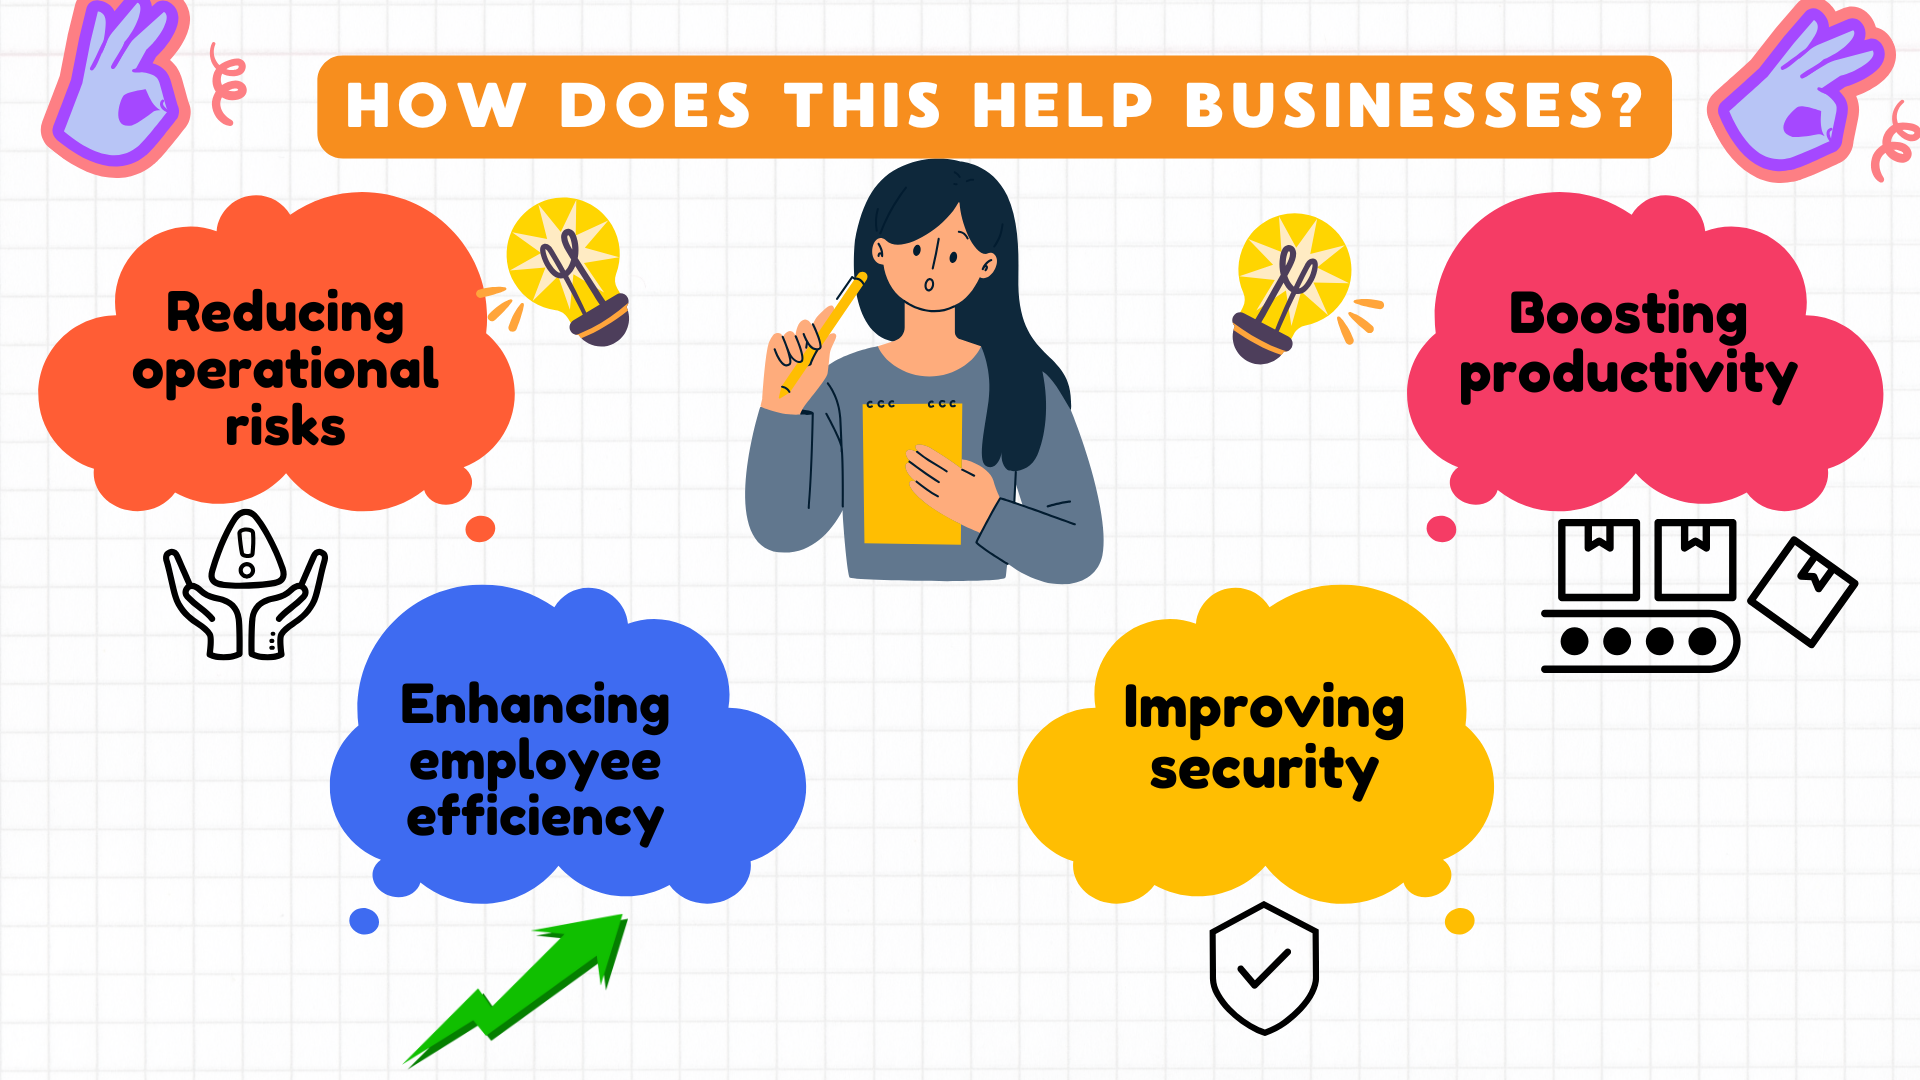 HOW DOES THIS HELP BUSINESSES?
Reducing
operational
risks
Boosting
productivity
Enhancing
employee
efficiency
Improving
security